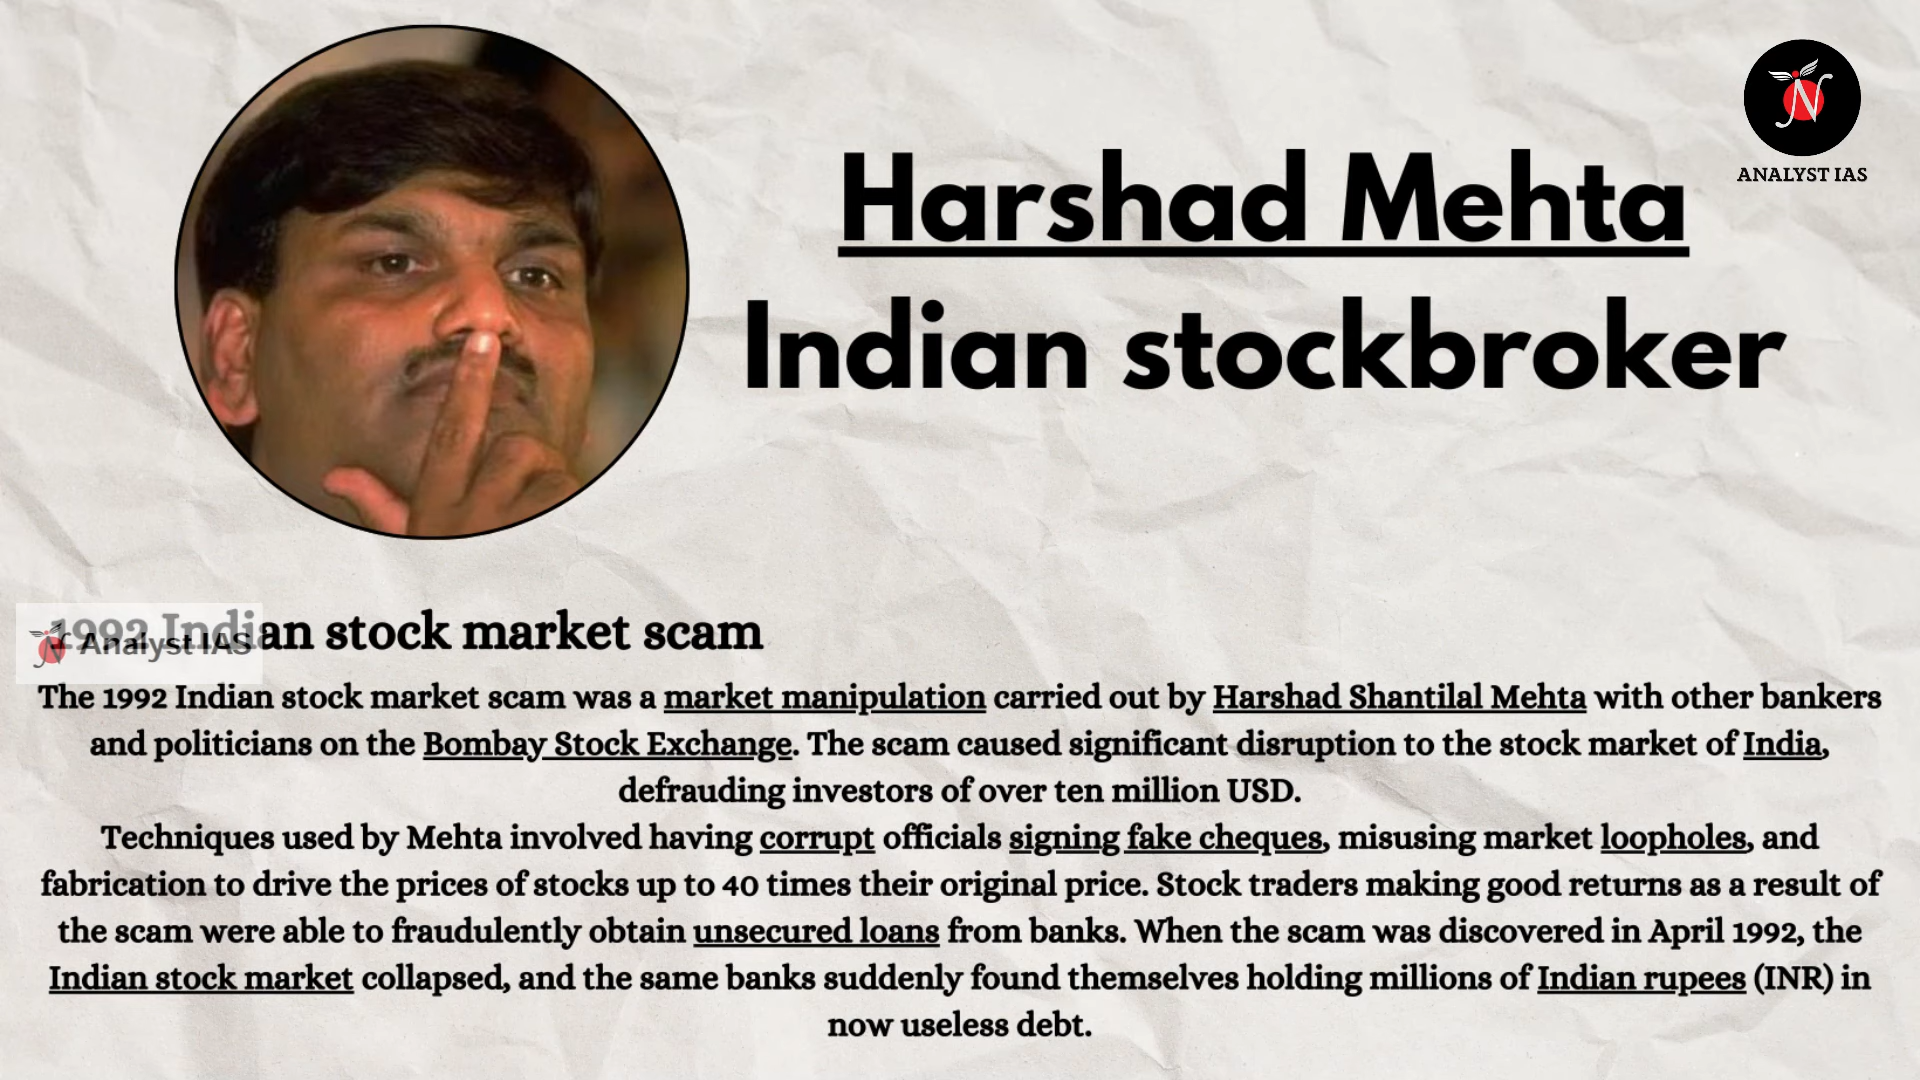 ANALYST IAS
Harshad Mehta
Indian stockbroker
1992 Indian stock market scam
Analyst IAS
The 1992 Indian stock market scam was a market manipulation carried out by Harshad Shantilal Mehta with other bankers
and politicians on the Bombay Stock Exchange. The scam caused significant disruption to the stock market of India,
defrauding investors of over ten million USD.
Techniques used by Mehta involved having corrupt officials signing fake cheques, misusing market loopholes, and
fabrication to drive the prices of stocks up to 40 times their original price. Stock traders making good returns as a result of
the scam were able to fraudulently obtain unsecured loans from banks. When the scam was discovered in April 1992, the
Indian stock market collapsed, and the same banks suddenly found themselves holding millions of Indian rupees (INR) in
now useless debt.